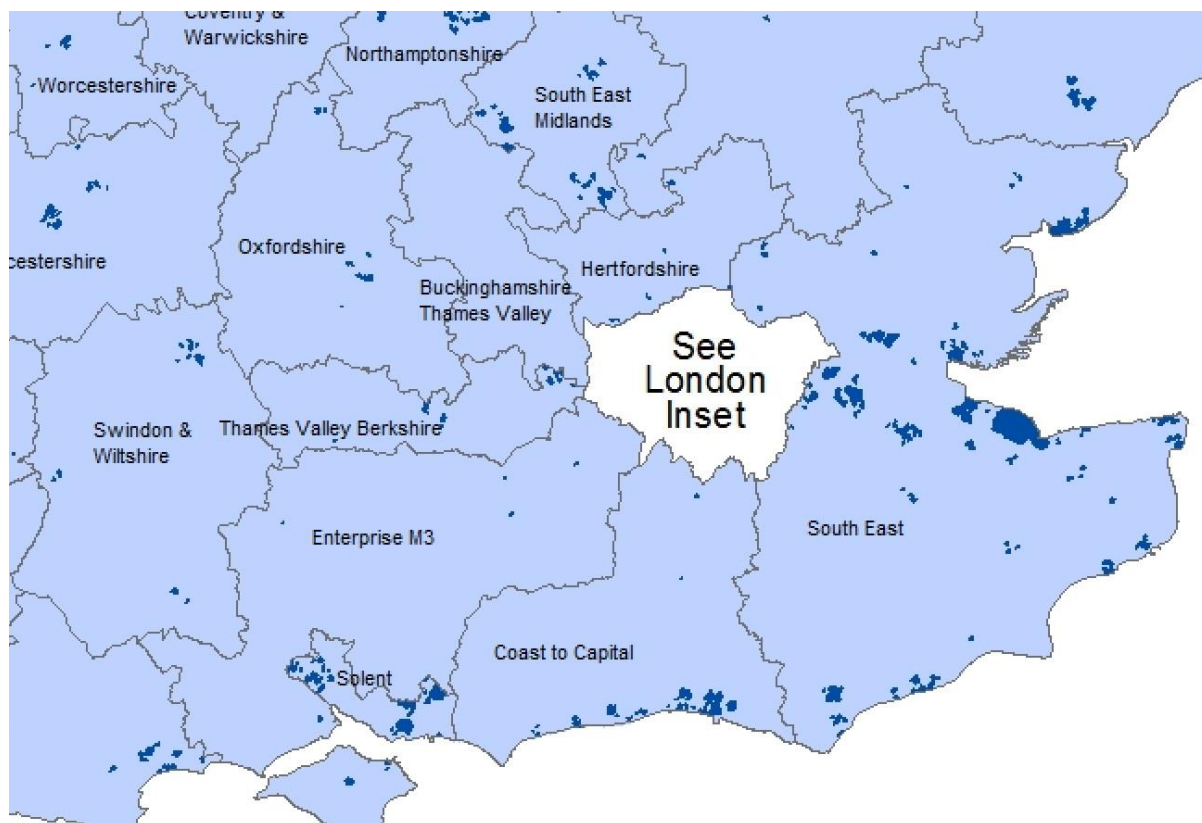 Coventry &
Warwickshire
Northamptonshire
Worcestershire
South East
Midlands
Oxfordshire
cestershire
Buckinghamshire
Thames Valley
Hertfordshire
See
London
Inset
Swindon &
Wiltshire
Thames Valley Berkshire
Enterprise M3
South East
Coast to Capital
Solent